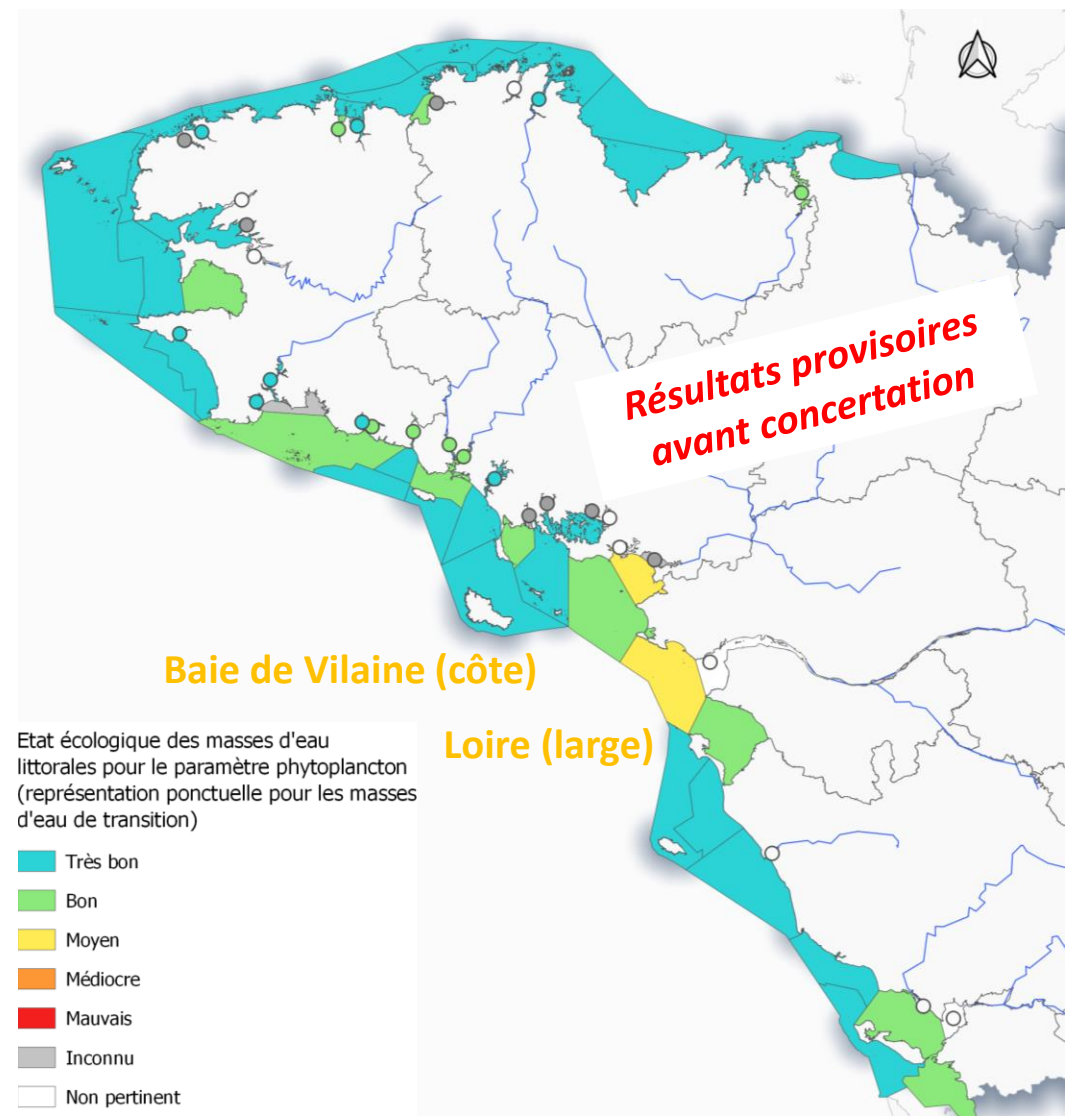 Résultats provisoires
avant concertation
Baie de Vilaine (côte)
Loire (large)
Etat écologique des masses d'eau
littorales pour le paramètre phytoplancton
(représentation ponctuelle pour les masses
d'eau de transition)
Très bon
Bon
Moyen
Médiocre
Mauvais
Inconnu
Non pertinent